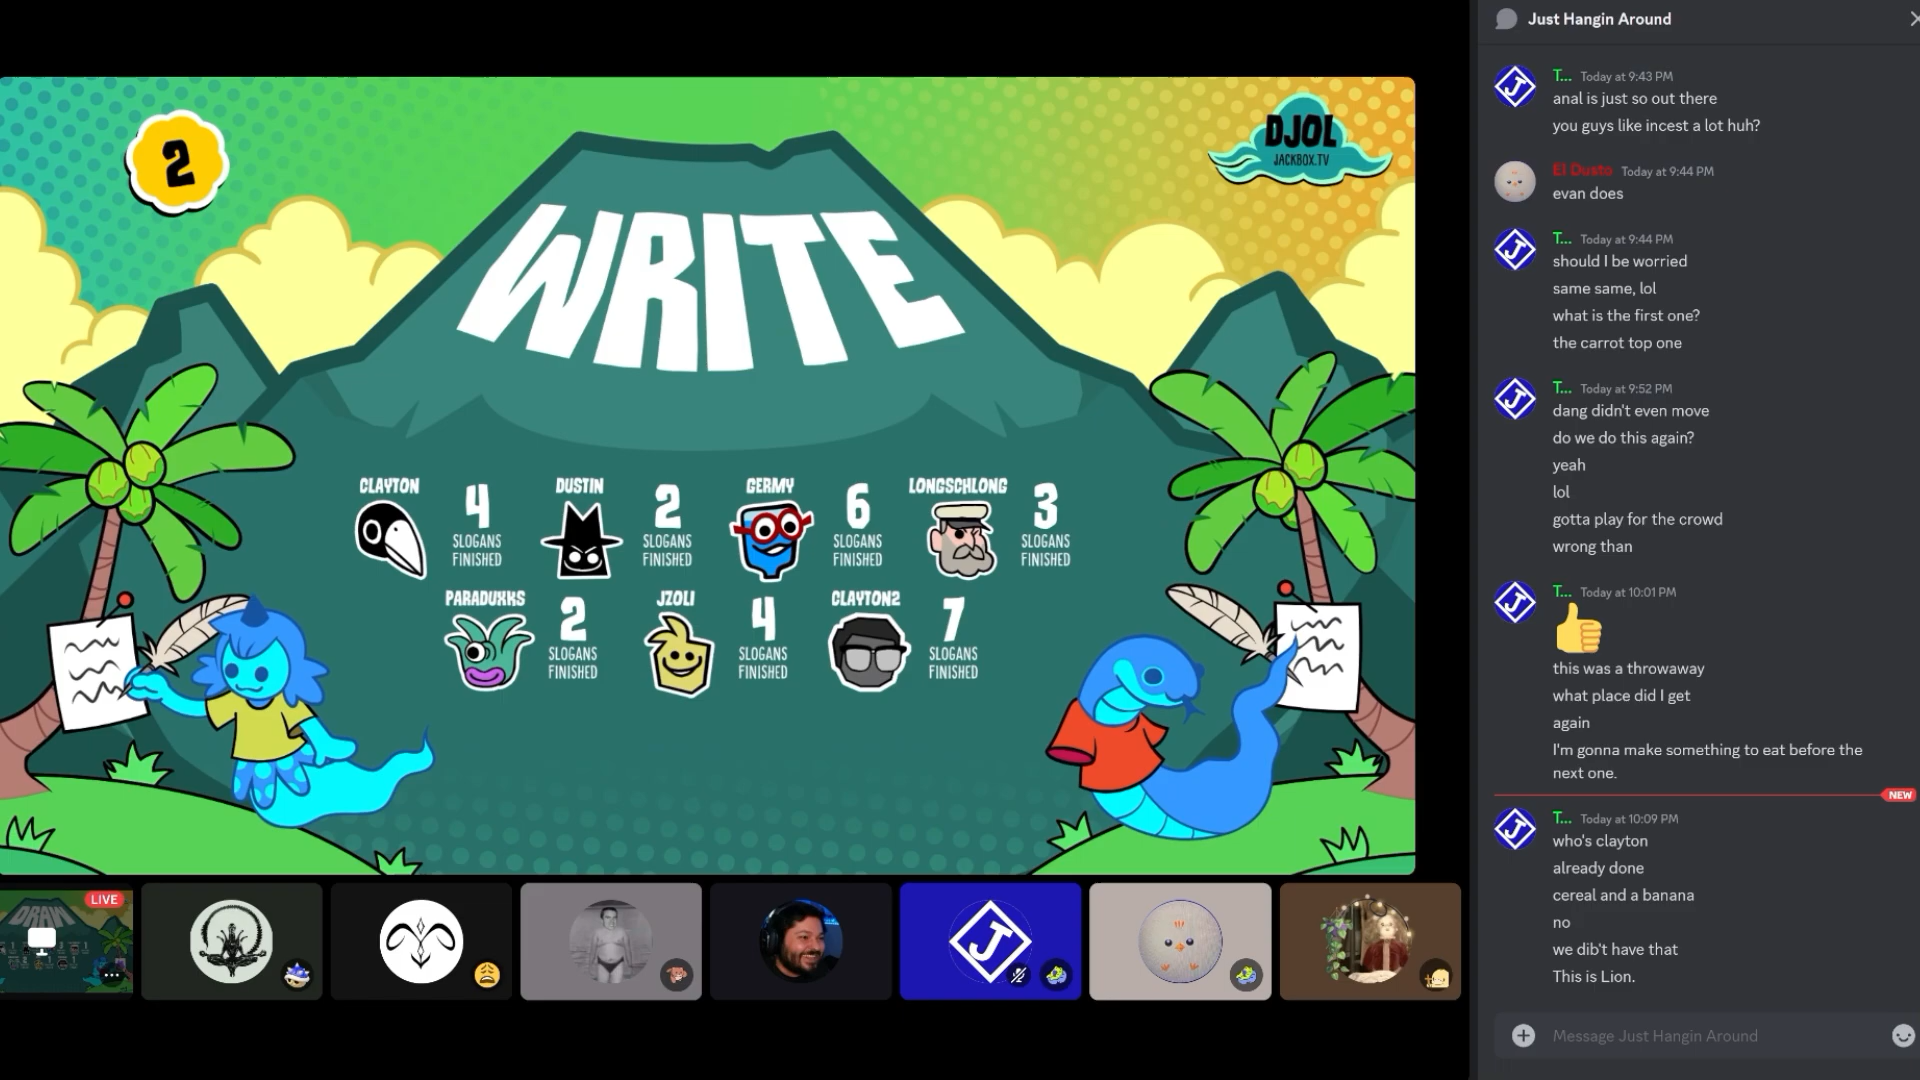 2
DJOL
JACKBOX.TV
WRITE
CLAYTON
4
SLOGANS
FINISHED
DUSTIN
2
SLOGANS
FINISHED
GERMY
6
SLOGANS
FINISHED
LONGSCHLONG
3
SLOGANS
FINISHED
PARADUXKS
2
SLOGANS
FINISHED
JZOLI
4
SLOGANS
FINISHED
CLAYTON2
7
SLOGANS
FINISHED
DRAW
LIVE
Just Hangin Around
T... Today at 9:43 PM
anal is just so out there
you guys like incest a lot huh?
El Dusto Today at 9:44 PM
evan does
T... Today at 9:44 PM
should I be worried
same same, lol
what is the first one?
the carrot top one
T... Today at 9:52 PM
dang didn't even move
do we do this again?
yeah
lol
gotta play for the crowd
wrong than
T... Today at 10:01 PM
this was a throwaway
what place did I get
again
I'm gonna make something to eat before the
next one.
NEW
T... Today at 10:09 PM
who's clayton
already done
cereal and a banana
no
we dib't have that
This is Lion.
Message Just Hangin Around